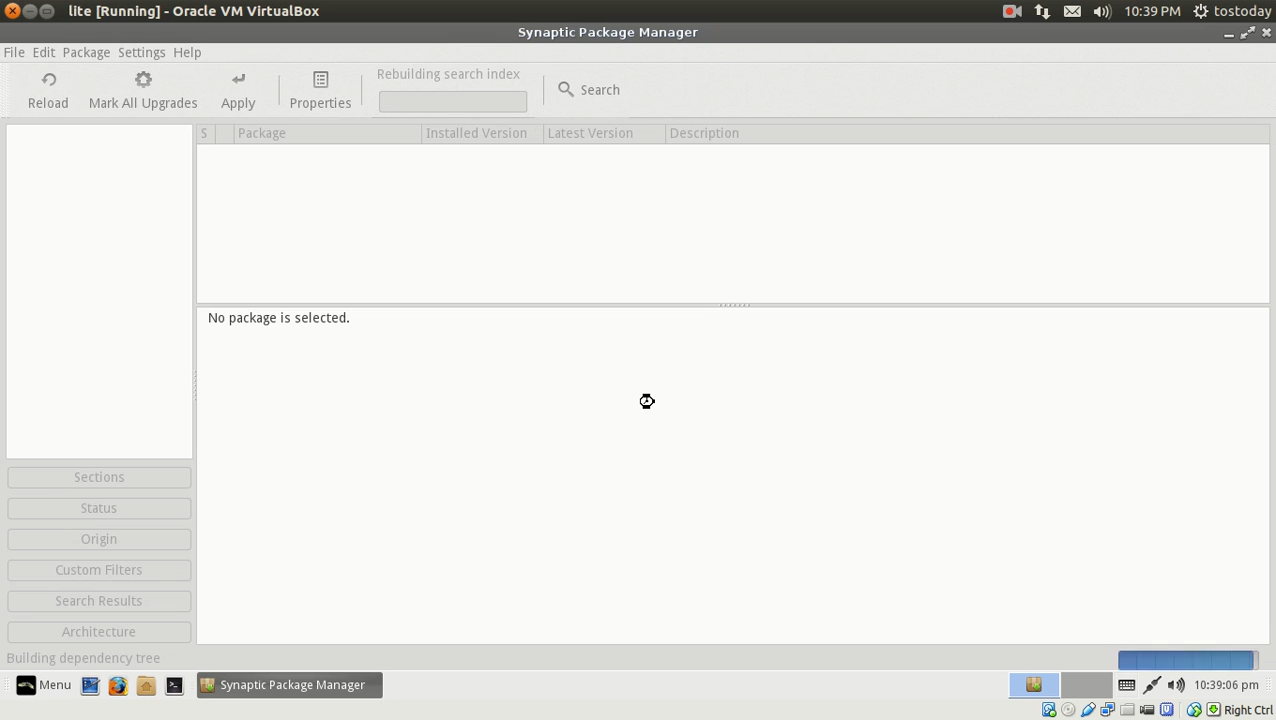 lite [Running] - Oracle VM VirtualBox
10:39 PM
tostoday
Synaptic Package Manager
File Edit Package Settings Help
Reload
Mark All Upgrades
Apply
Properties
Rebuilding search index
Search
S Package Installed Version Latest Version Description
No package is selected.
Sections
Status
Origin
Custom Filters
Search Results
Architecture
Building dependency tree
Menu
Synaptic Package Manager
10:39:06 pm
Right Ctrl